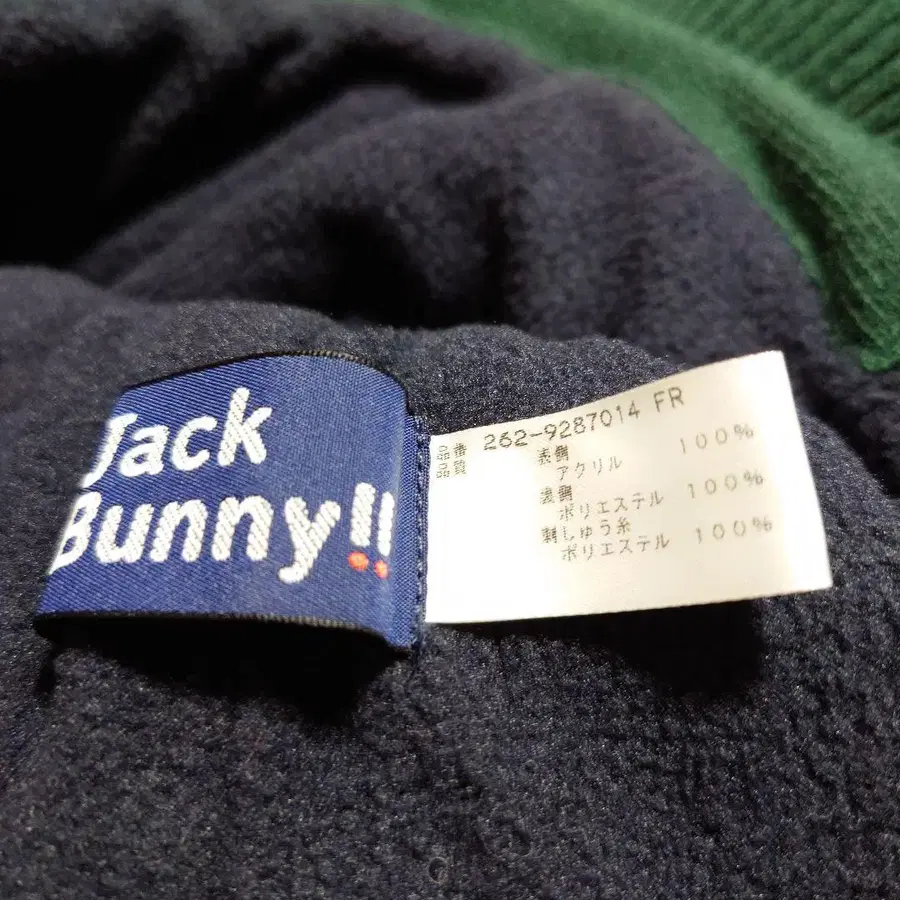 Jack
Bunny!!
品番 262-9287014 FR
品質 表側
アクリル 100%
裏側
ポリエステル 100%
刺しゅう糸
ポリエステル 100%